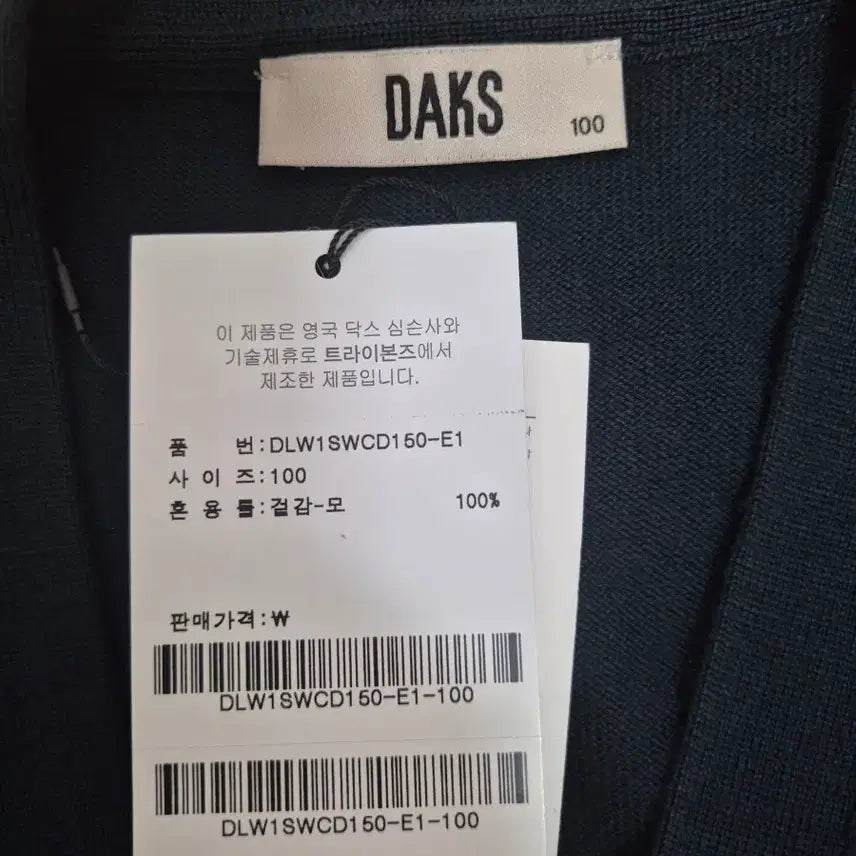 DAKS
100
이 제품은 영국 닥스 심슨사와
기술제휴로 트라이본즈에서
제조한 제품입니다.
품 번:DLW1SWCD150-E1
사 이 즈:100
혼 용 률:겉감-모 100%
판매가격:₩
DLW1SWCD150-E1-100
DLW1SWCD150-E1-100